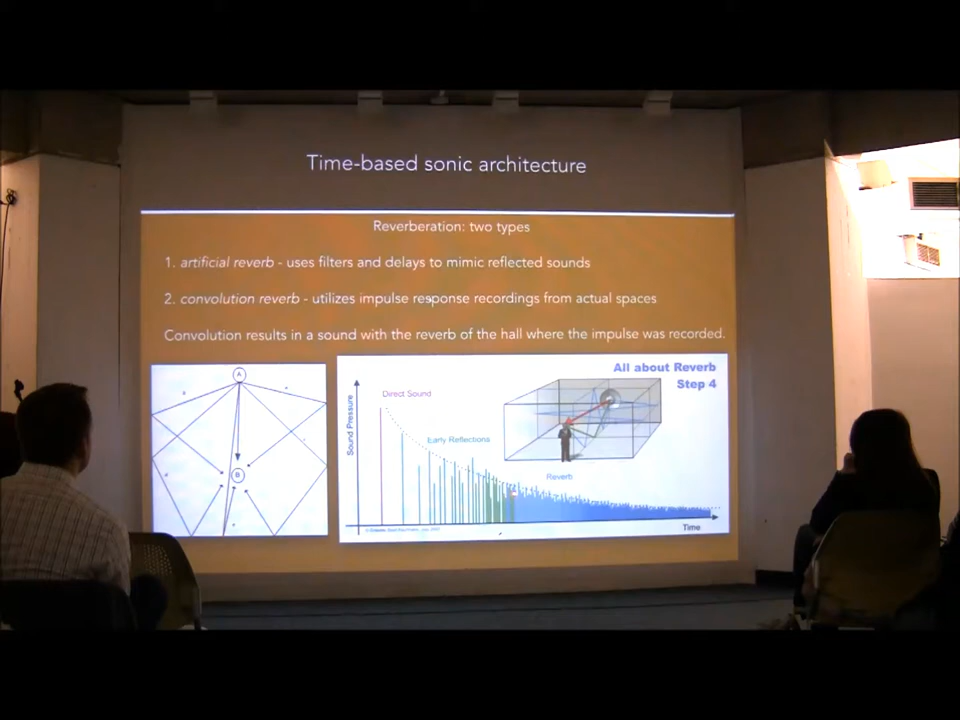 Time-based sonic architecture
Reverberation: two types
1. artificial reverb - uses filters and delays to mimic reflected sounds
2. convolution reverb - utilizes impulse response recordings from actual spaces
Convolution results in a sound with the reverb of the hall where the impulse was recorded.
A
B
All about Reverb
Step 4
Direct Sound
Early Reflections
Reverb
Sound Pressure
Time